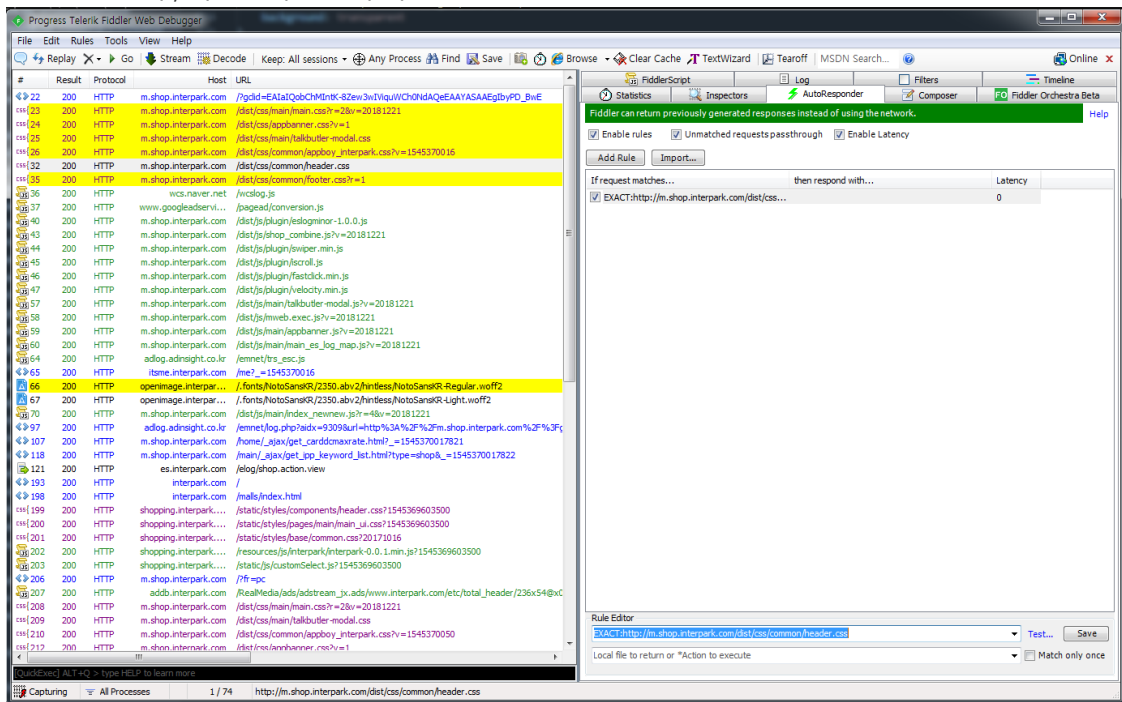 Progress Telerik Fiddler Web Debugger
File Edit Rules Tools View Help
Replay Go Stream Decode Keep: All sessions Any Process Find Save Browse Clear Cache TextWizard Tearoff MSDN Search... Online
# Result Protocol Host URL
22 200 HTTP m.shop.interpark.com /?gclid=EAIaIQobChMIntK-8Zew3wIViquWCh0NdAQeEAAYASAAEgIbyPD_BwE
23 200 HTTP m.shop.interpark.com /dist/css/main/main.css?r=2&v=20181221
24 200 HTTP m.shop.interpark.com /dist/css/appbanner.css?v=1
25 200 HTTP m.shop.interpark.com /dist/css/main/talkbutler-modal.css
26 200 HTTP m.shop.interpark.com /dist/css/common/appboy_interpark.css?v=1545370016
32 200 HTTP m.shop.interpark.com /dist/css/common/header.css
35 200 HTTP m.shop.interpark.com /dist/css/common/footer.css?r=1
36 200 HTTP wcs.naver.net /wcslog.js
37 200 HTTP www.googleadservi... /pagead/conversion.js
40 200 HTTP m.shop.interpark.com /dist/js/plugin/eslogminor-1.0.0.js
43 200 HTTP m.shop.interpark.com /dist/js/shop_combine.js?v=20181221
44 200 HTTP m.shop.interpark.com /dist/js/plugin/swiper.min.js
45 200 HTTP m.shop.interpark.com /dist/js/plugin/iscroll.js
46 200 HTTP m.shop.interpark.com /dist/js/plugin/fastclick.min.js
47 200 HTTP m.shop.interpark.com /dist/js/plugin/velocity.min.js
57 200 HTTP m.shop.interpark.com /dist/js/main/talkbutler-modal.js?v=20181221
58 200 HTTP m.shop.interpark.com /dist/js/mweb.exec.js?v=20181221
59 200 HTTP m.shop.interpark.com /dist/js/main/appbanner.js?v=20181221
60 200 HTTP m.shop.interpark.com /dist/js/main/main_es_log_map.js?v=20181221
64 200 HTTP adlog.adinsight.co.kr /emnet/trs_esc.js
65 200 HTTP itsme.interpark.com /me?_=1545370016
66 200 HTTP openimage.interpar... /.fonts/NotoSansKR/2350.abv2/hintless/NotoSansKR-Regular.woff2
67 200 HTTP openimage.interpar... /.fonts/NotoSansKR/2350.abv2/hintless/NotoSansKR-Light.woff2
70 200 HTTP m.shop.interpark.com /dist/js/main/index_newnew.js?r=4&v=20181221
97 200 HTTP adlog.adinsight.co.kr /emnet/log.php?aidx=9309&url=http%3A%2F%2Fm.shop.interpark.com%2F%3Fg
107 200 HTTP m.shop.interpark.com /home/_ajax/get_carddcmaxrate.html?_=1545370017821
118 200 HTTP m.shop.interpark.com /main/_ajax/get_ipp_keyword_list.html?type=shop&_=1545370017822
121 200 HTTP es.interpark.com /elog/shop.action.view
193 200 HTTP interpark.com /
198 200 HTTP interpark.com /malls/index.html
199 200 HTTP shopping.interpark.... /static/styles/components/header.css?1545369603500
200 200 HTTP shopping.interpark.... /static/styles/pages/main/main_ui.css?1545369603500
201 200 HTTP shopping.interpark.... /static/styles/base/common.css?20171016
202 200 HTTP shopping.interpark.... /resources/js/interpark/interpark-0.0.1.min.js?1545369603500
203 200 HTTP shopping.interpark.... /static/js/customSelect.js?1545369603500
206 200 HTTP m.shop.interpark.com /?fr=pc
207 200 HTTP addb.interpark.com /RealMedia/ads/adstream_jx.ads/www.interpark.com/etc/total_header/236x54@xC
208 200 HTTP m.shop.interpark.com /dist/css/main/main.css?r=2&v=20181221
209 200 HTTP m.shop.interpark.com /dist/css/main/talkbutler-modal.css
210 200 HTTP m.shop.interpark.com /dist/css/common/appboy_interpark.css?v=1545370050
212 200 HTTP m.shop.interpark.com /dist/css/appbanner.css?v=1
[QuickExec] ALT+Q > type HELP to learn more
Capturing All Processes 1 / 74 http://m.shop.interpark.com/dist/css/common/header.css
FiddlerScript Log Filters Timeline
Statistics Inspectors AutoResponder Composer FO Fiddler Orchestra Beta
Fiddler can return previously generated responses instead of using the network. Help
Enable rules Unmatched requests passthrough Enable Latency
Add Rule Import...
If request matches... then respond with... Latency
EXACT:http://m.shop.interpark.com/dist/css... 0
Rule Editor
EXACT:http://m.shop.interpark.com/dist/css/common/header.css Test... Save
Local file to return or *Action to execute Match only once